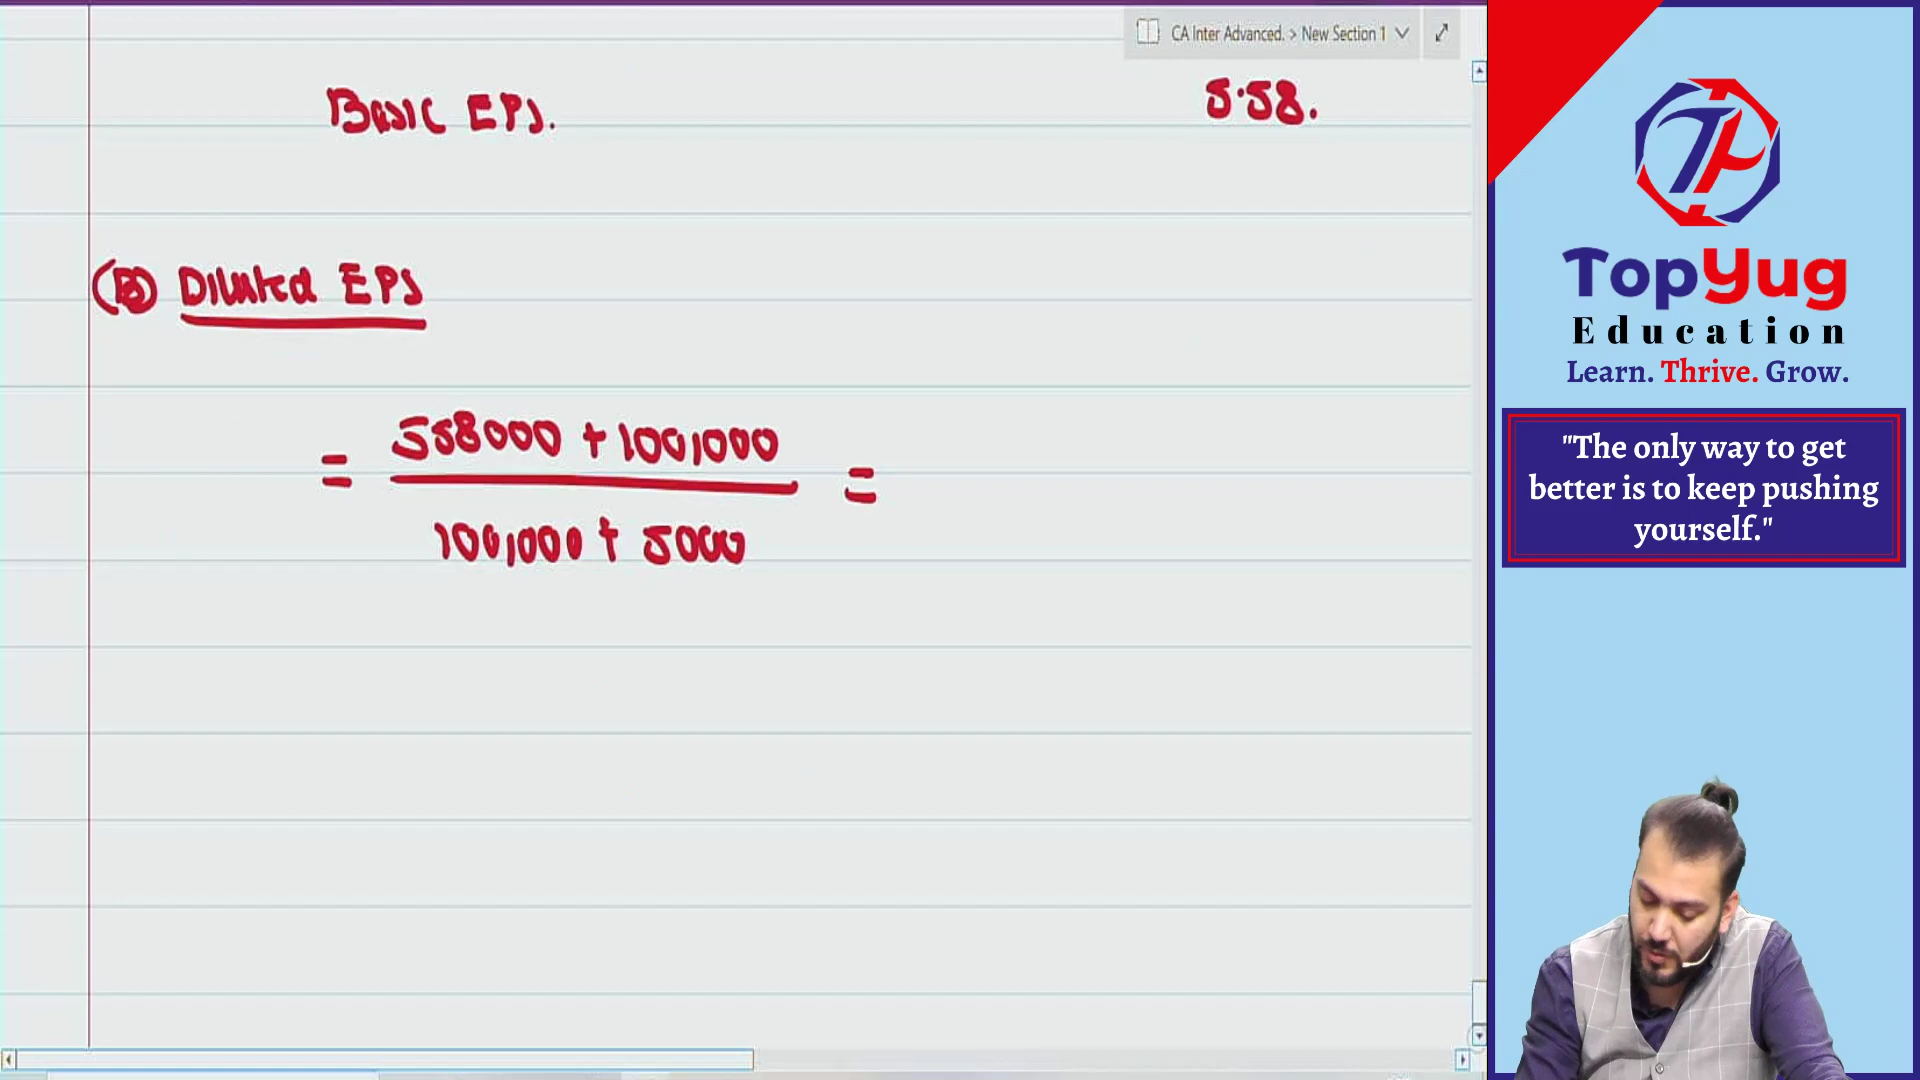 CA Inter Advanced. > New Section 1
Basic EPS. 5.58.
(B) Diluted EPS
= 558000 + 100,000 =
100,000 + 5000
TopYug
Education
Learn. Thrive. Grow.
"The only way to get
better is to keep pushing
yourself."